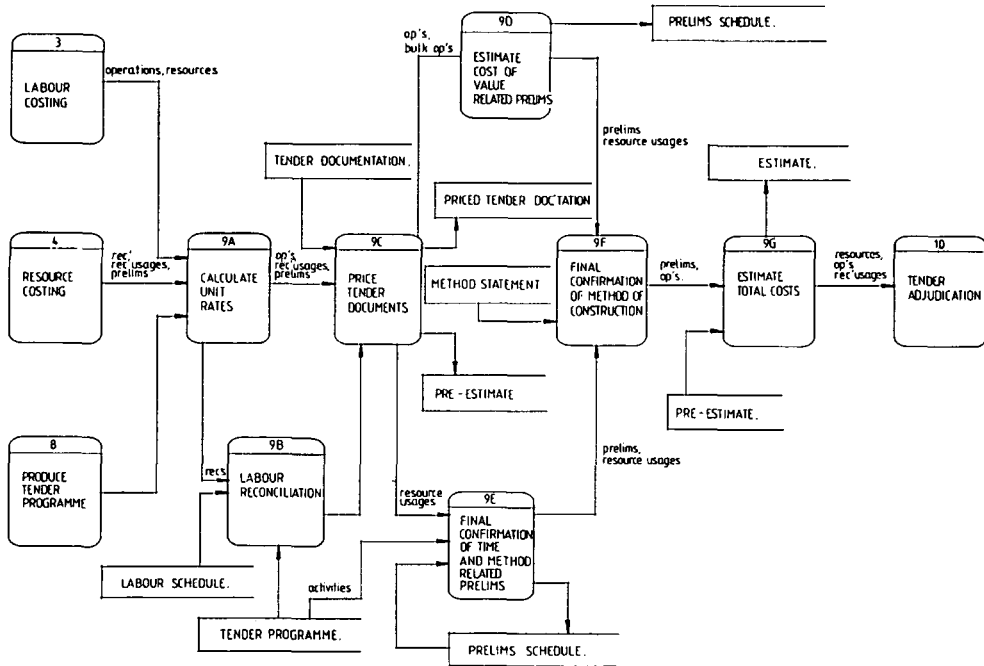 3
LABOUR
COSTING
operations, resources
op's,
bulk op's
9D
ESTIMATE
COST OF
VALUE
RELATED PRELIMS
PRELIMS SCHEDULE.
prelims
resource usages
TENDER DOCUMENTATION.
PRICED TENDER DOC'TATION
ESTIMATE.
4
RESOURCE
COSTING
rec',
rec' usages,
prelims
9A
CALCULATE
UNIT
RATES
op's,
rec' usages,
prelims
9C
PRICE
TENDER
DOCUMENTS
METHOD STATEMENT
9F
FINAL
CONFIRMATION
OF METHOD OF
CONSTRUCTION
prelims,
op's.
9G
ESTIMATE
TOTAL COSTS
resources,
op's
rec' usages
10
TENDER
ADJUDICATION
PRE - ESTIMATE
PRE - ESTIMATE.
8
PRODUCE
TENDER
PROGRAMME
recs
9B
LABOUR
RECONCILIATION
resource
usages
9E
FINAL
CONFIRMATION
OF TIME
AND METHOD
RELATED
PRELIMS
prelims,
resource usages
LABOUR SCHEDULE.
activities
TENDER PROGRAMME.
PRELIMS SCHEDULE.